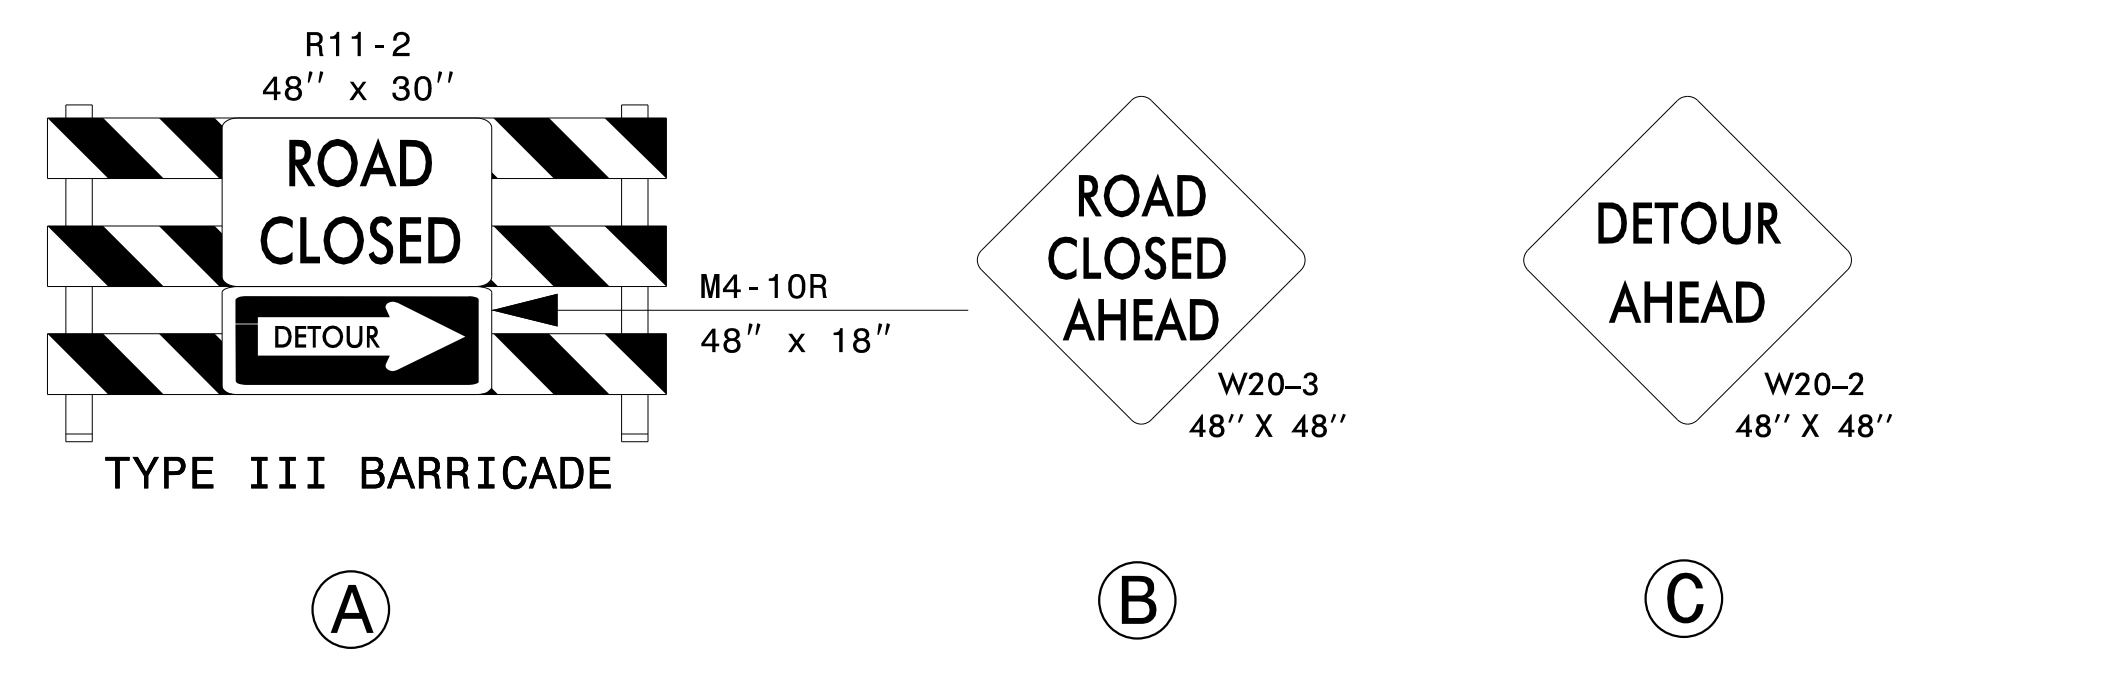 R11-2
48" x 30"
ROAD
CLOSED
DETOUR
M4-10R
48" x 18"
TYPE III BARRICADE
A
ROAD
CLOSED
AHEAD
W20–3
48'' X 48''
B
DETOUR
AHEAD
W20–2
48'' X 48''
C